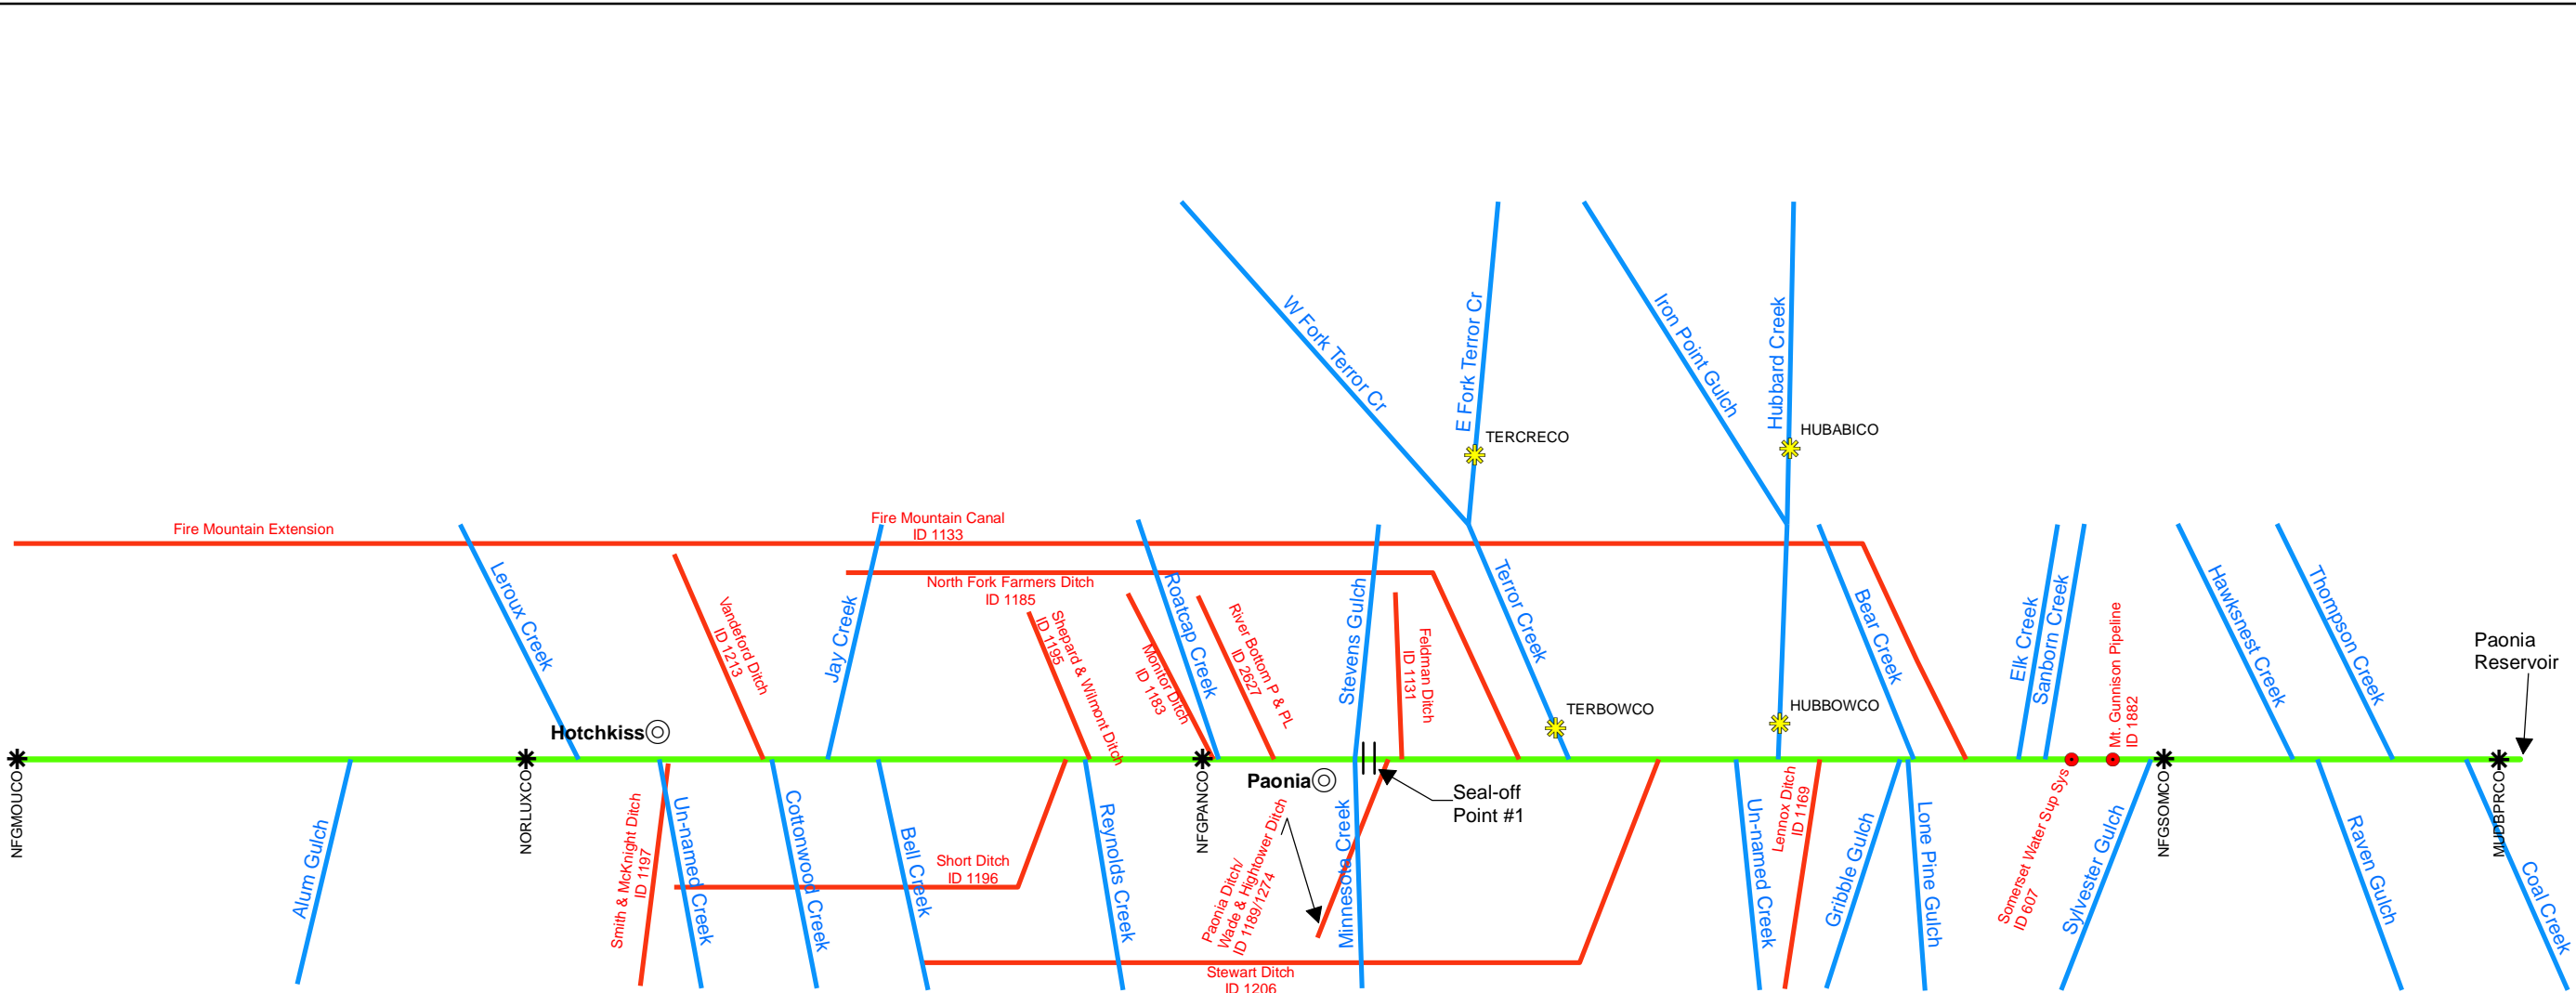 W Fork Terror Cr
E Fork Terror Cr
Iron Point Gulch
Hubbard Creek
TERCRECO
HUBABICO
Fire Mountain Extension
Fire Mountain Canal
ID 1133
Leroux Creek
Vandeford Ditch
ID 1213
Jay Creek
North Fork Farmers Ditch
ID 1185
Shepard & Wilmont Ditch
ID 1195
Monitor Ditch
ID 1183
Roatcap Creek
River Bottom P & PL
ID 2627
Stevens Gulch
Feldman Ditch
ID 1131
Terror Creek
TERBOWCO
HUBBOWCO
Bear Creek
Elk Creek
Sanborn Creek
Mt. Gunnison Pipeline
ID 1882
Hawksnest Creek
Thompson Creek
Paonia
Reservoir
Hotchkiss
Paonia
Seal-off
Point #1
NFGMOUCO
NORLUXCO
NFGPANCO
NFGSOMCO
MUDBPRCO
Alum Gulch
Smith & McKnight Ditch
ID 1197
Un-named Creek
Cottonwood Creek
Bell Creek
Short Ditch
ID 1196
Reynolds Creek
Paonia Ditch/
Wade & Hightower Ditch
ID 1189/1274
Minnesota Creek
Stewart Ditch
ID 1206
Un-named Creek
Lennox Ditch
ID 1169
Gribble Gulch
Lone Pine Gulch
Somerset Water Sup Sys
ID 607
Sylvester Gulch
Raven Gulch
Coal Creek